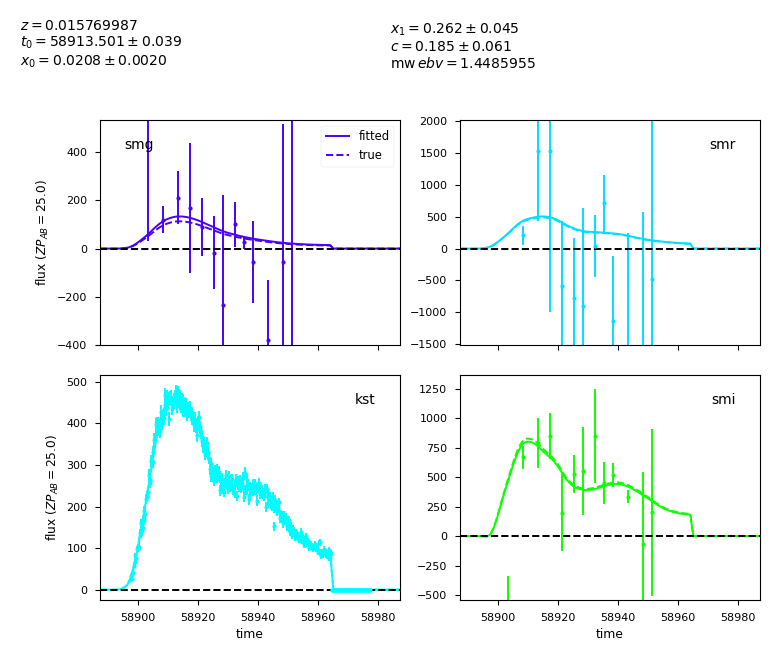 z = 0.015769987
t0 = 58913.501 ± 0.039
x0 = 0.0208 ± 0.0020
x1 = 0.262 ± 0.045
c = 0.185 ± 0.061
mw ebv = 1.4485955
smg
fitted
true
400
200
0
−200
−400
flux (ZP_AB = 25.0)
smr
2000
1500
1000
500
0
−500
−1000
−1500
kst
500
400
300
200
100
0
flux (ZP_AB = 25.0)
58900 58920 58940 58960 58980
time
smi
1250
1000
750
500
250
0
−250
−500
58900 58920 58940 58960 58980
time